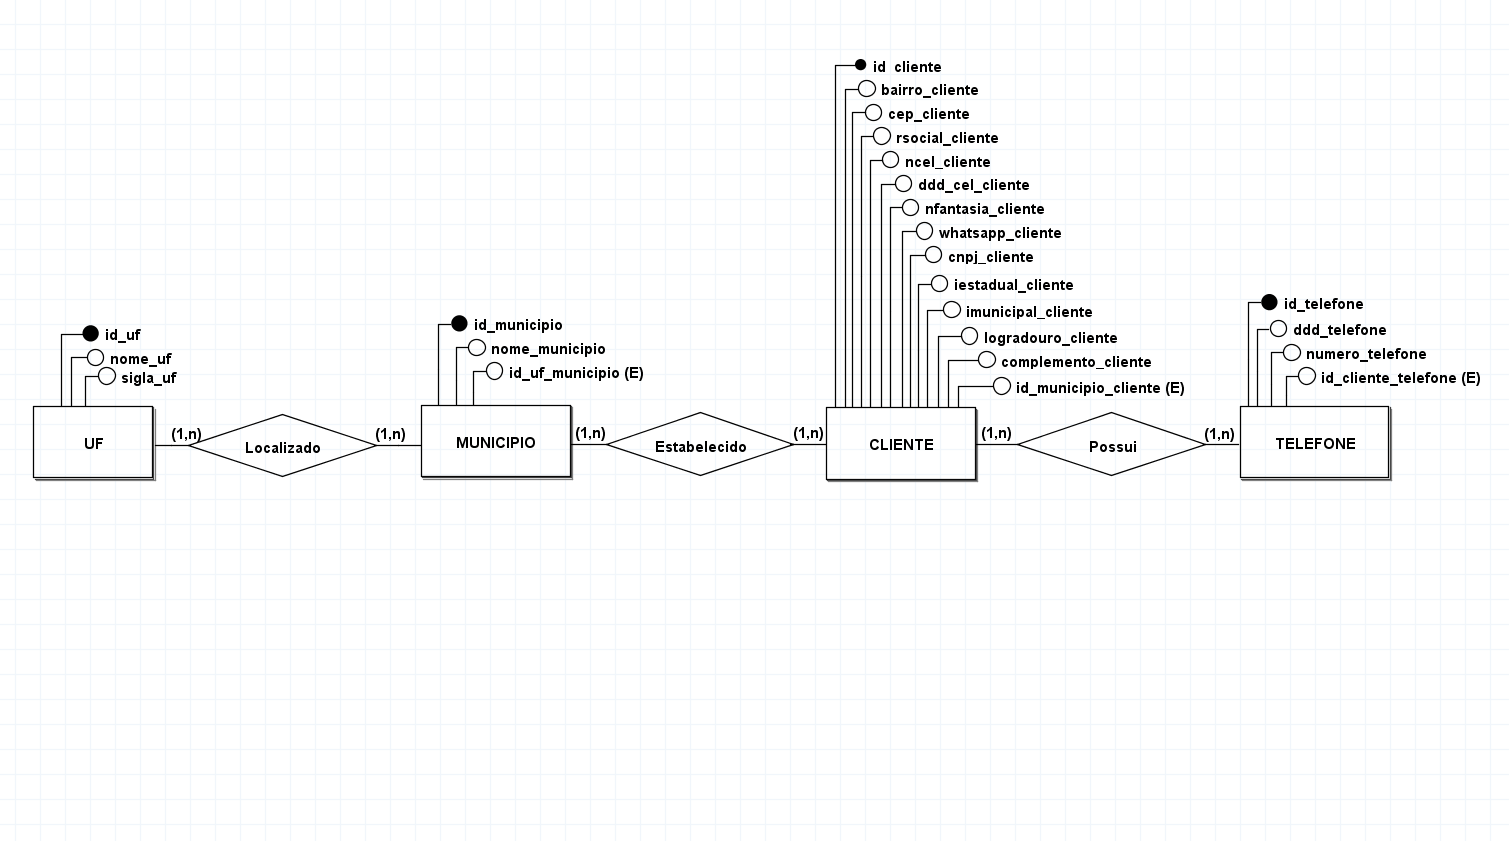 id_cliente
bairro_cliente
cep_cliente
rsocial_cliente
ncel_cliente
ddd_cel_cliente
nfantasia_cliente
whatsapp_cliente
cnpj_cliente
iestadual_cliente
imunicipal_cliente
logradouro_cliente
complemento_cliente
id_municipio_cliente (E)
id_uf
nome_uf
sigla_uf
id_municipio
nome_municipio
id_uf_municipio (E)
id_telefone
ddd_telefone
numero_telefone
id_cliente_telefone (E)
UF (1,n) Localizado (1,n) MUNICIPIO (1,n) Estabelecido (1,n) CLIENTE (1,n) Possui (1,n) TELEFONE